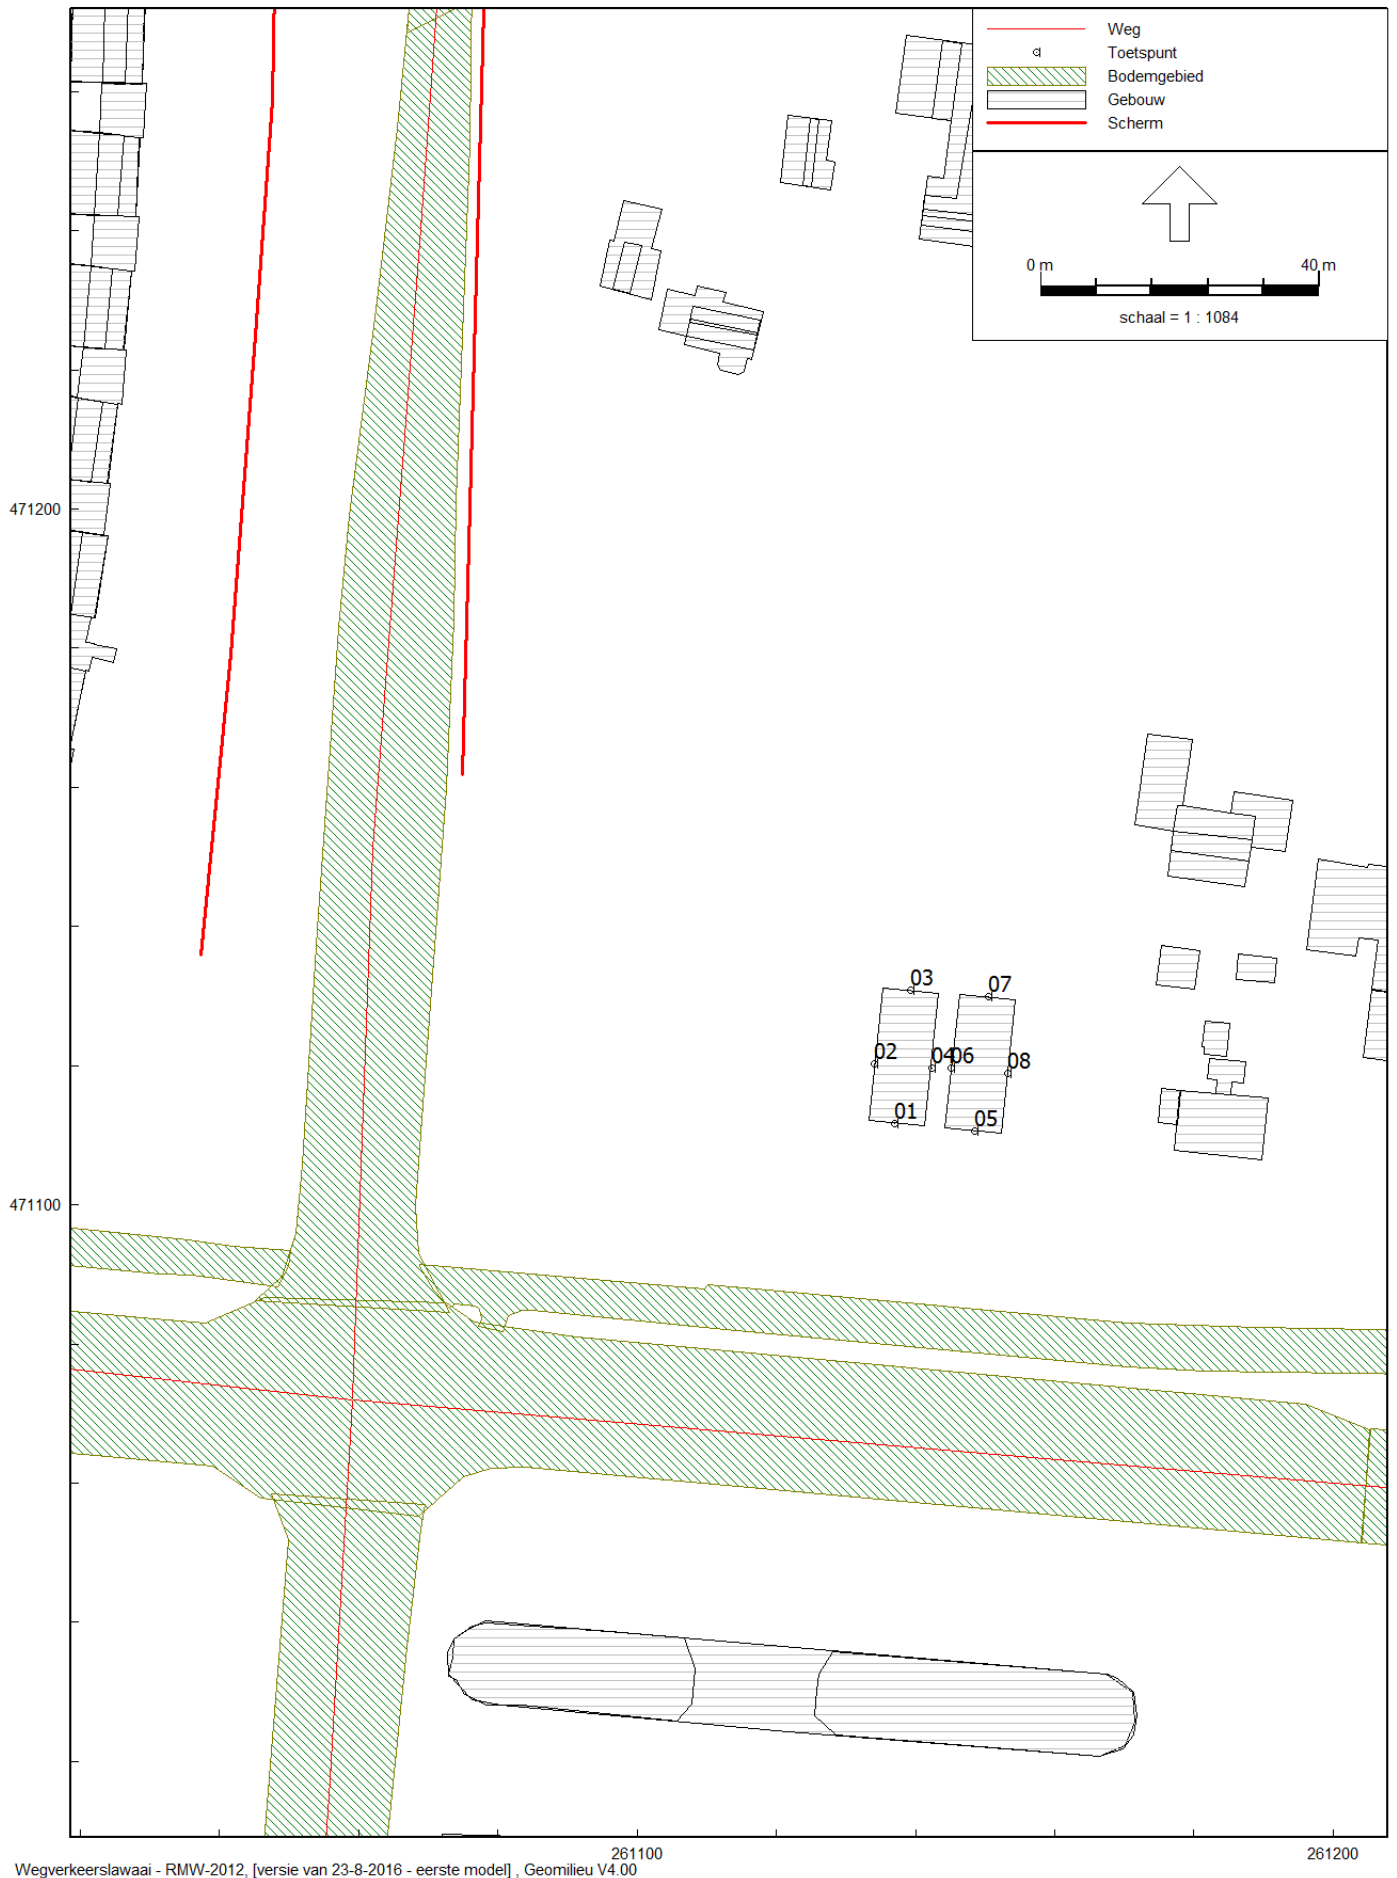 Weg
Toetspunt
Bodemgebied
Gebouw
Scherm
0 m 40 m
schaal = 1 : 1084
471200
03
07
02
04
06
08
01
05
471100
261100
261200
Wegverkeerslawaai - RMW-2012, [versie van 23-8-2016 - eerste model] , Geomilieu V4.00